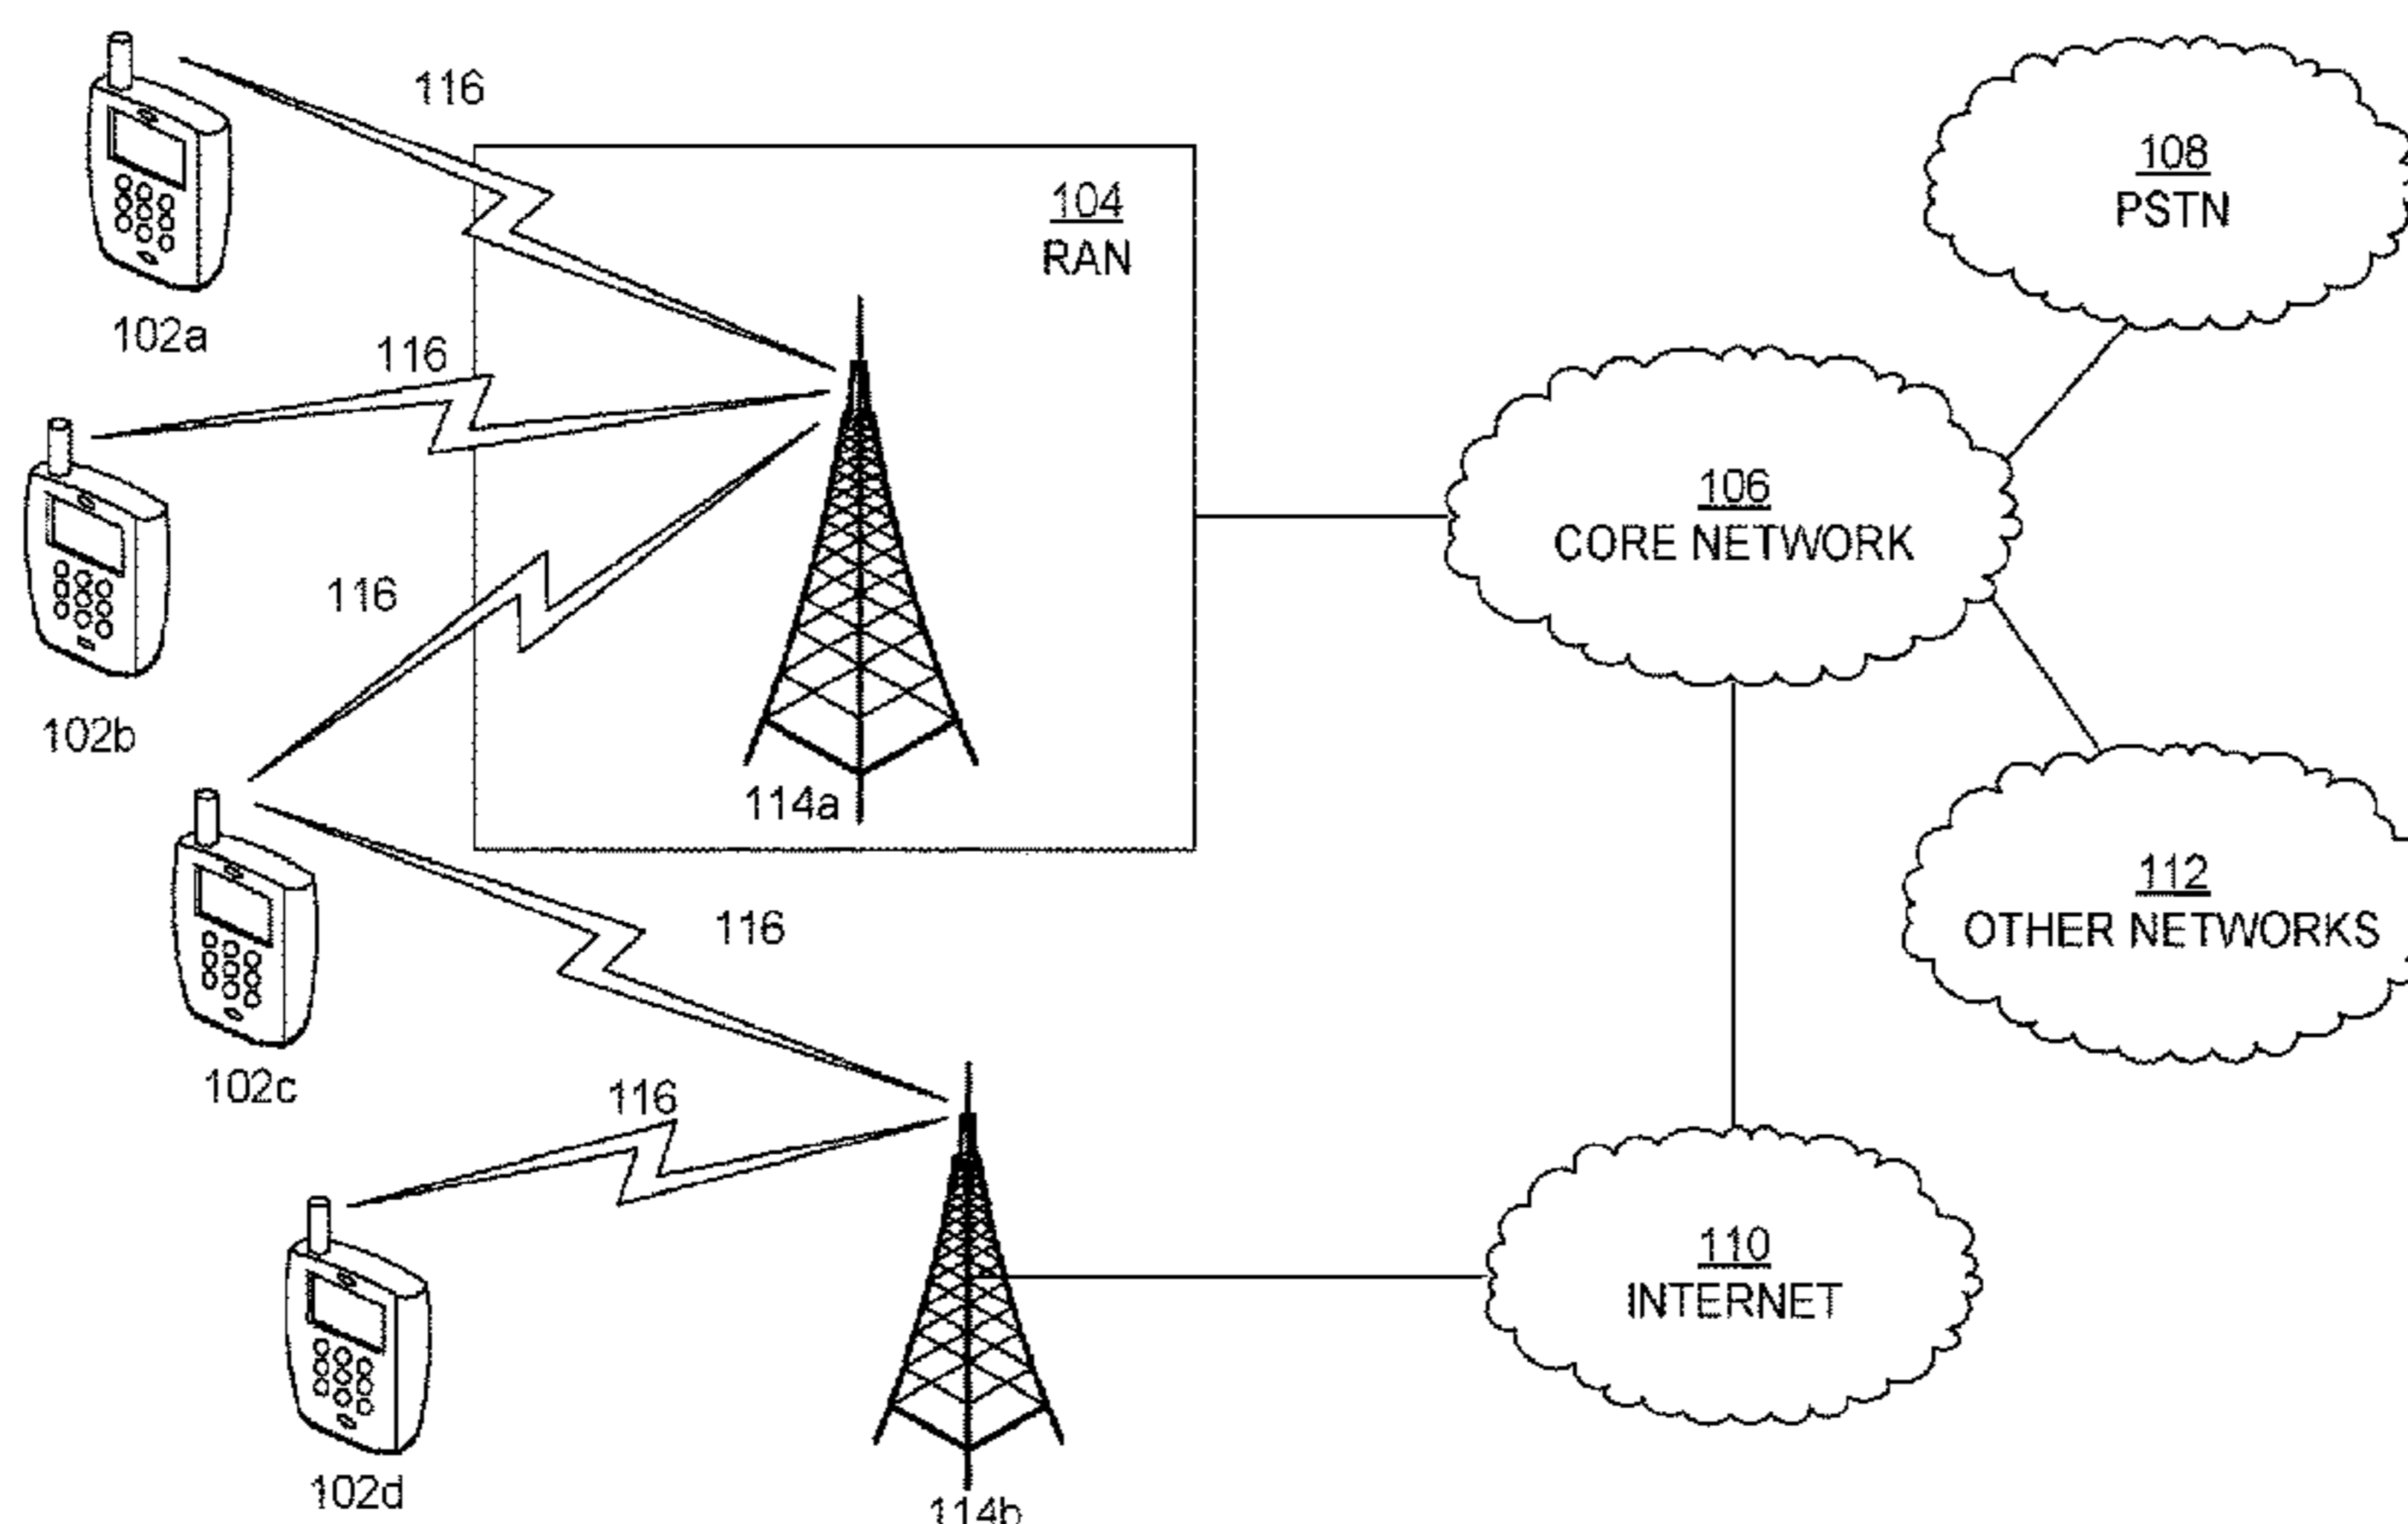 116
104
RAN
108
PSTN
102a
116
106
CORE NETWORK
116
102b
114a
112
OTHER NETWORKS
116
102c
116
110
INTERNET
102d
114b